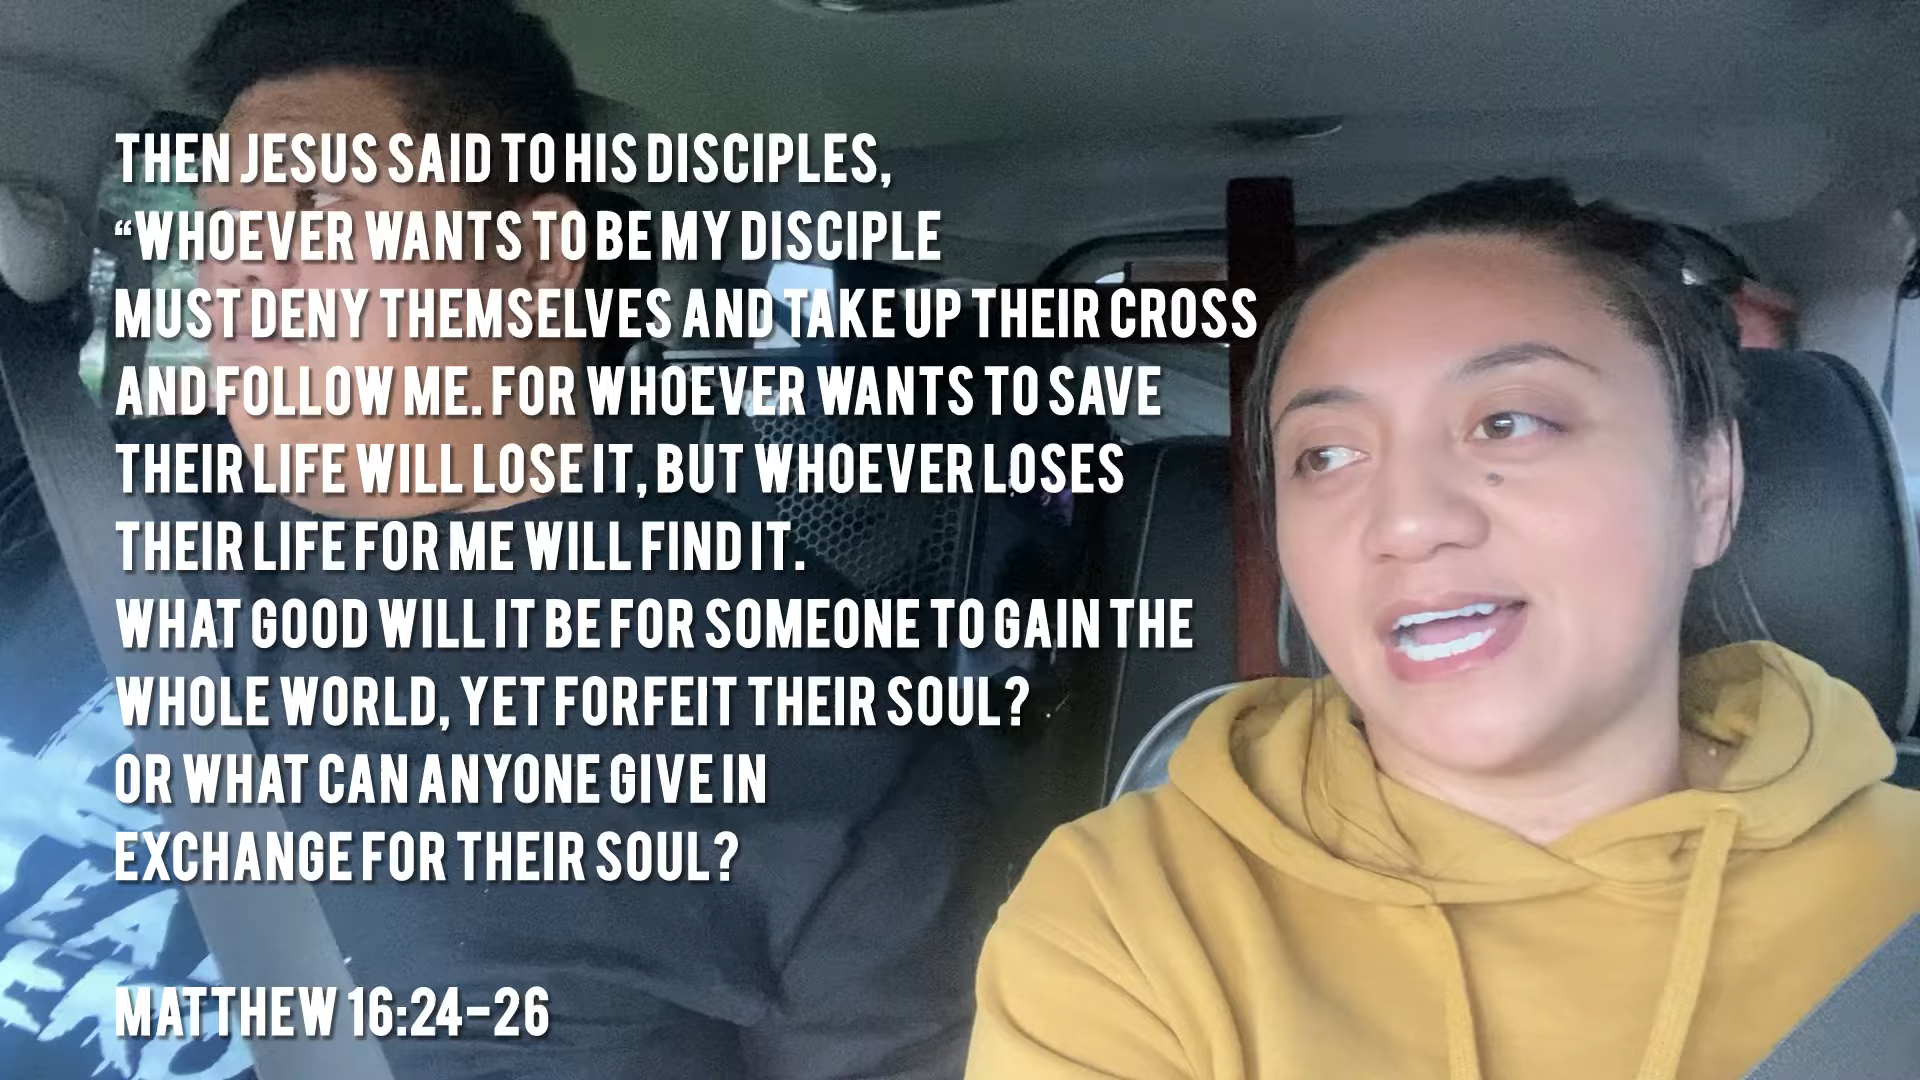 THEN JESUS SAID TO HIS DISCIPLES,
“WHOEVER WANTS TO BE MY DISCIPLE
MUST DENY THEMSELVES AND TAKE UP THEIR CROSS
AND FOLLOW ME. FOR WHOEVER WANTS TO SAVE
THEIR LIFE WILL LOSE IT, BUT WHOEVER LOSES
THEIR LIFE FOR ME WILL FIND IT.
WHAT GOOD WILL IT BE FOR SOMEONE TO GAIN THE
WHOLE WORLD, YET FORFEIT THEIR SOUL?
OR WHAT CAN ANYONE GIVE IN
EXCHANGE FOR THEIR SOUL?
MATTHEW 16:24-26